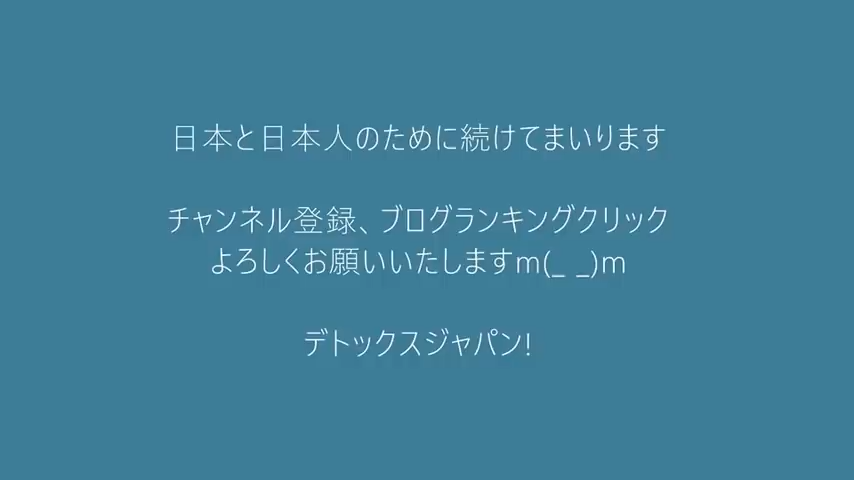 日本と日本人のために続けてまいります
チャンネル登録、ブログランキングクリック
よろしくお願いいたしますm(_ _)m
デトックスジャパン!